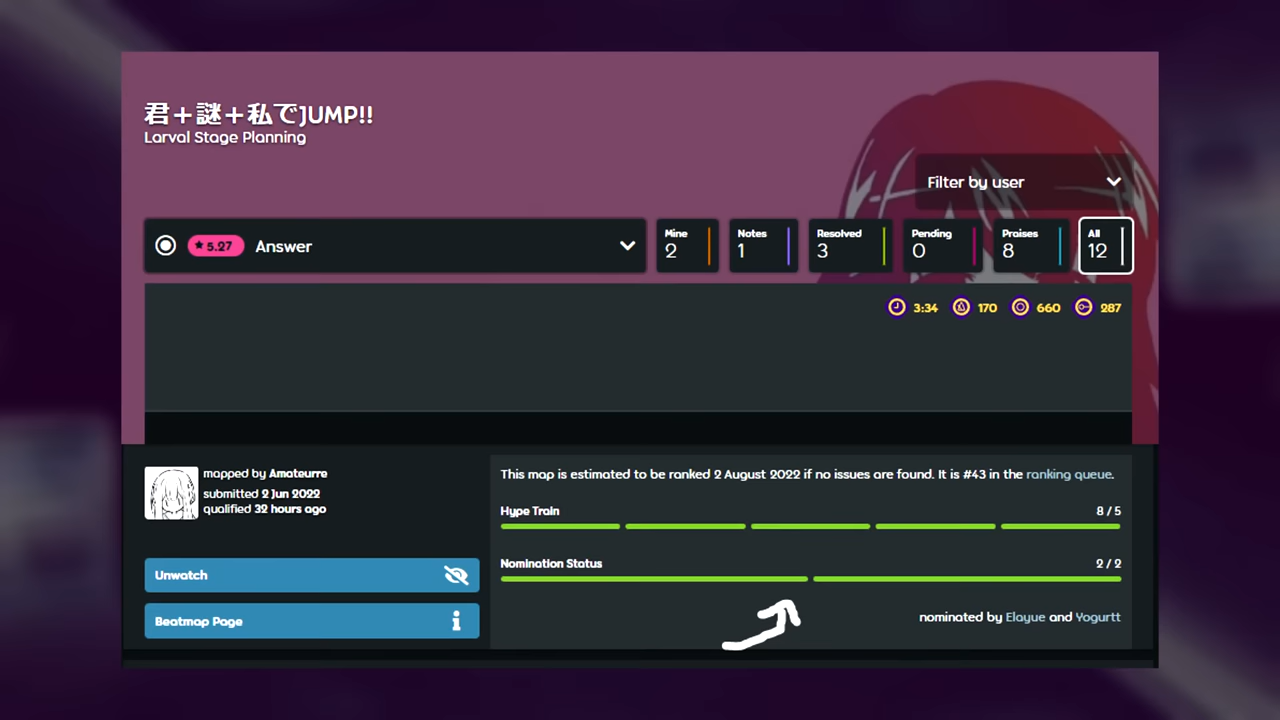 君+謎+私でJUMP!!
Larval Stage Planning
Filter by user
5.27 Answer
Mine 2
Notes 1
Resolved 3
Pending 0
Praises 8
All 12
3:34 170 660 287
mapped by Amateurre
submitted 2 Jun 2022
qualified 32 hours ago
Unwatch
Beatmap Page
This map is estimated to be ranked 2 August 2022 if no issues are found. It is #43 in the ranking queue.
Hype Train 8 / 5
Nomination Status 2 / 2
nominated by Elayue and Yogurtt